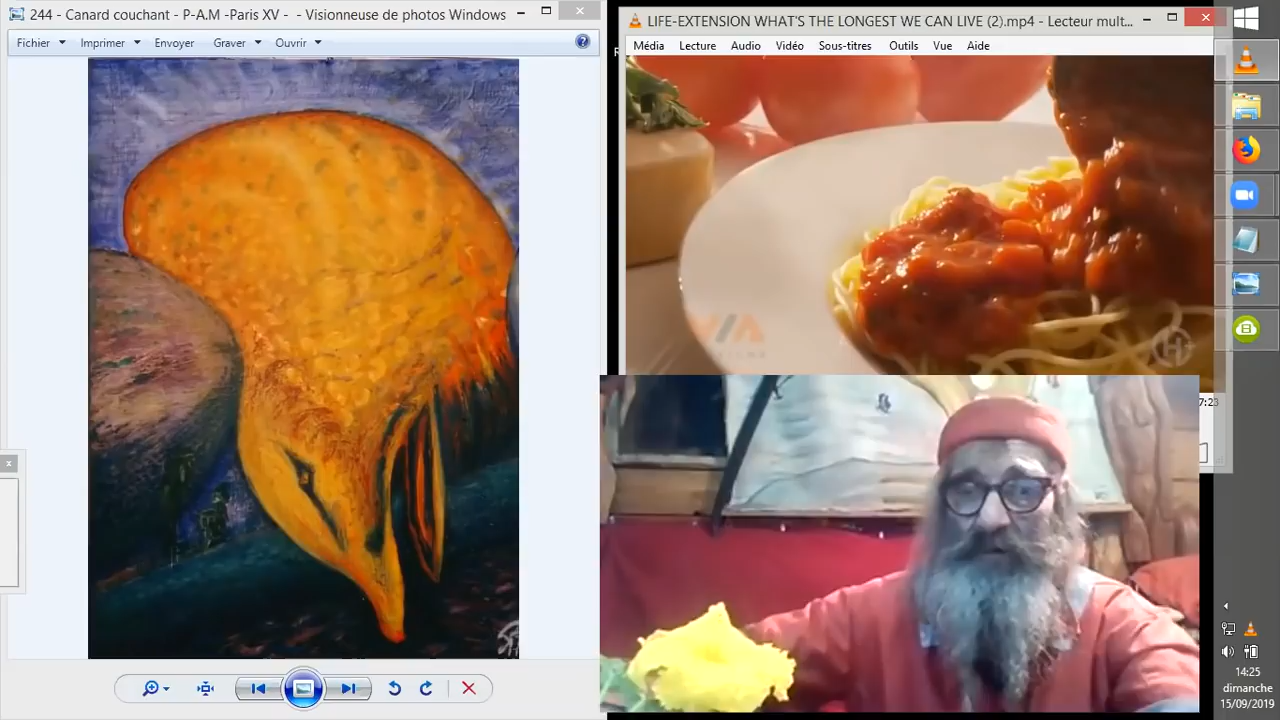 244 - Canard couchant - P-A.M -Paris XV - - Visionneuse de photos Windows
Fichier Imprimer Envoyer Graver Ouvrir
LIFE-EXTENSION WHAT'S THE LONGEST WE CAN LIVE (2).mp4 - Lecteur mult...
Média Lecture Audio Vidéo Sous-titres Outils Vue Aide
H
7:23
14:25
dimanche
15/09/2019